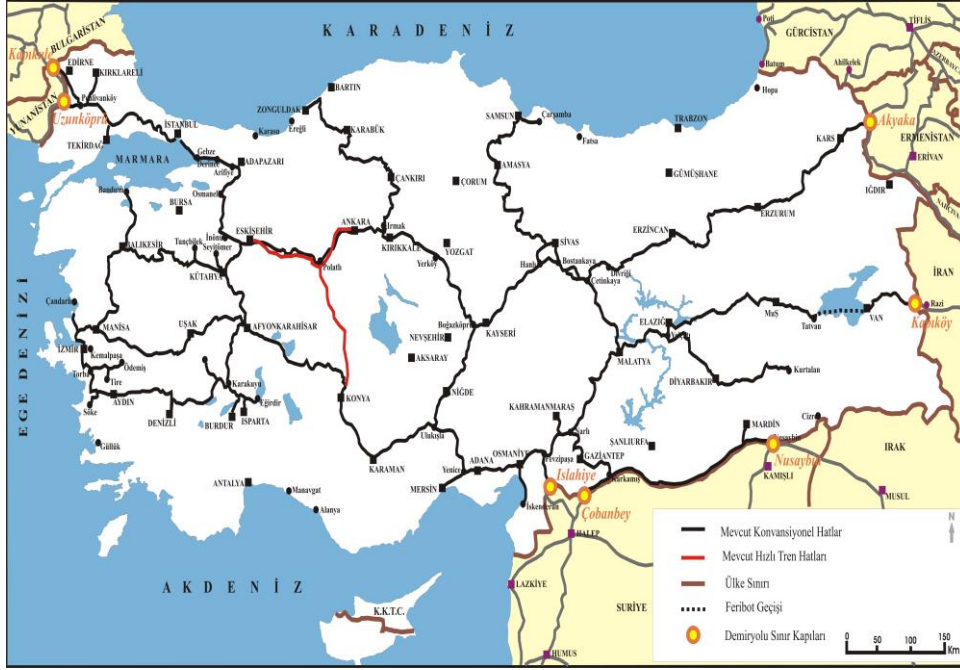 KARADENİZ
BULGARİSTAN
YUNANİSTAN
Kapıkule
EDİRNE
KIRKLARELİ
Pehlivanköy
Uzunköprü
TEKİRDAĞ
İSTANBUL
MARMARA
Gebze
Derince
Arifiye
ADAPAZARI
Karasu
Ereğli
ZONGULDAK
BARTIN
KARABÜK
ÇANKIRI
ÇORUM
SAMSUN
Çarşamba
Fatsa
AMASYA
TRABZON
GÜMÜŞHANE
Hopa
Batum
Poti
GÜRCİSTAN
TİFLİS
Ahılkelek
Akyaka
KARS
ERMENİSTAN
ERİVAN
IĞDIR
ERZURUM
ERZİNCAN
BURSA
Osmaneli
BALIKESİR
Tunçbilek
İnönü
Seyitömer
ESKİŞEHİR
KÜTAHYA
Polatlı
ANKARA
Irmak
KIRIKKALE
YOZGAT
Yerköy
SİVAS
Hanlı
Bostankaya
Çetinkaya
Divriği
İRAN
Razi
Kapıköy
VAN
Tatvan
MUŞ
ELAZIĞ
MALATYA
DİYARBAKIR
Kurtalan
Çandarlı
MANİSA
UŞAK
AFYONKARAHİSAR
Boğazköprü
KAYSERİ
NEVŞEHİR
AKSARAY
İZMİR
Kemalpaşa
Torbalı
Ödemiş
Tire
AYDIN
Söke
DENİZLİ
Karakuyu
Eğirdir
BURDUR
ISPARTA
KONYA
NİĞDE
Ulukışla
KAHRAMANMARAŞ
Narlı
ŞANLIURFA
MARDİN
Cizre
Nusaybin
KAMIŞLI
IRAK
MUSUL
Güllük
ANTALYA
Manavgat
Alanya
KARAMAN
Yenice
MERSİN
ADANA
OSMANİYE
Fevzipaşa
GAZİANTEP
Karkamış
Islahiye
Çobanbey
İskenderun
HALEP
LAZKİYE
SURİYE
HUMUS
EGE DENİZİ
AKDENİZ
K.K.T.C.
N
Mevcut Konvansiyonel Hatlar
Mevcut Hızlı Tren Hatları
Ülke Sınırı
Feribot Geçişi
Demiryolu Sınır Kapıları
0 50 100 150
Km